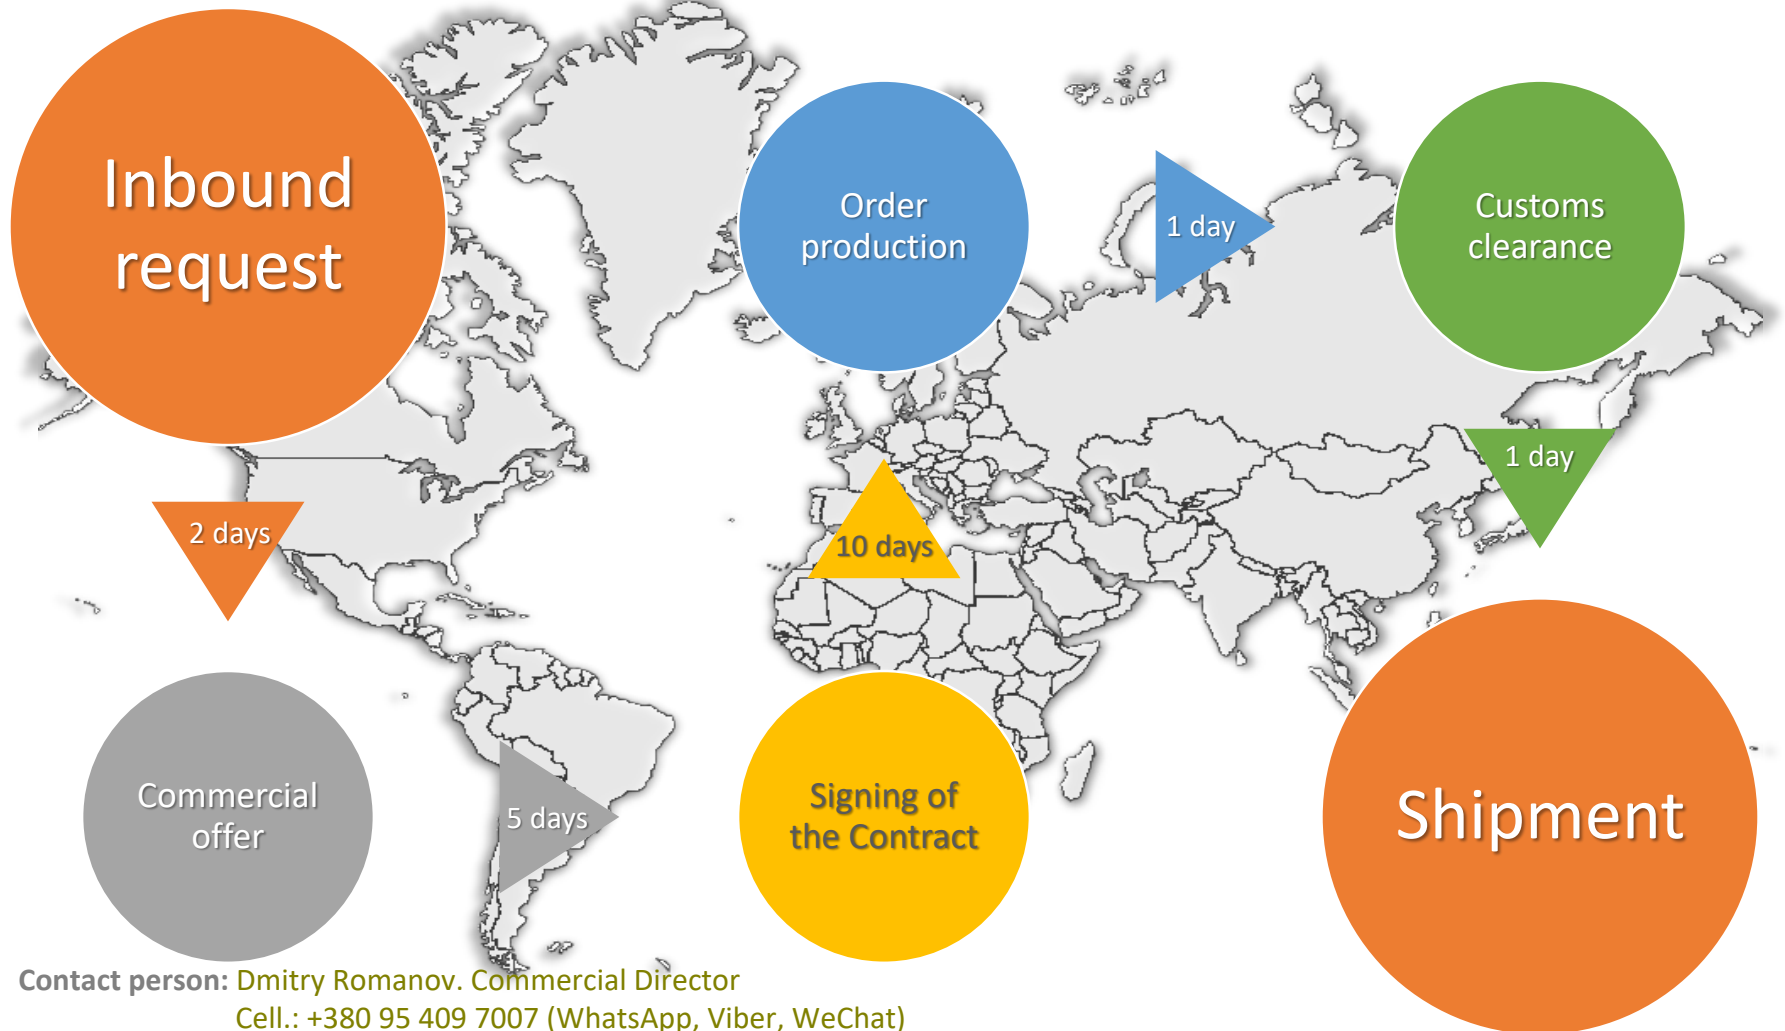 Inbound
request
2 days
Commercial
offer
5 days
Signing of
the Contract
10 days
Order
production
1 day
Customs
clearance
1 day
Shipment
Contact person: Dmitry Romanov. Commercial Director
Cell.: +380 95 409 7007 (WhatsApp, Viber, WeChat)